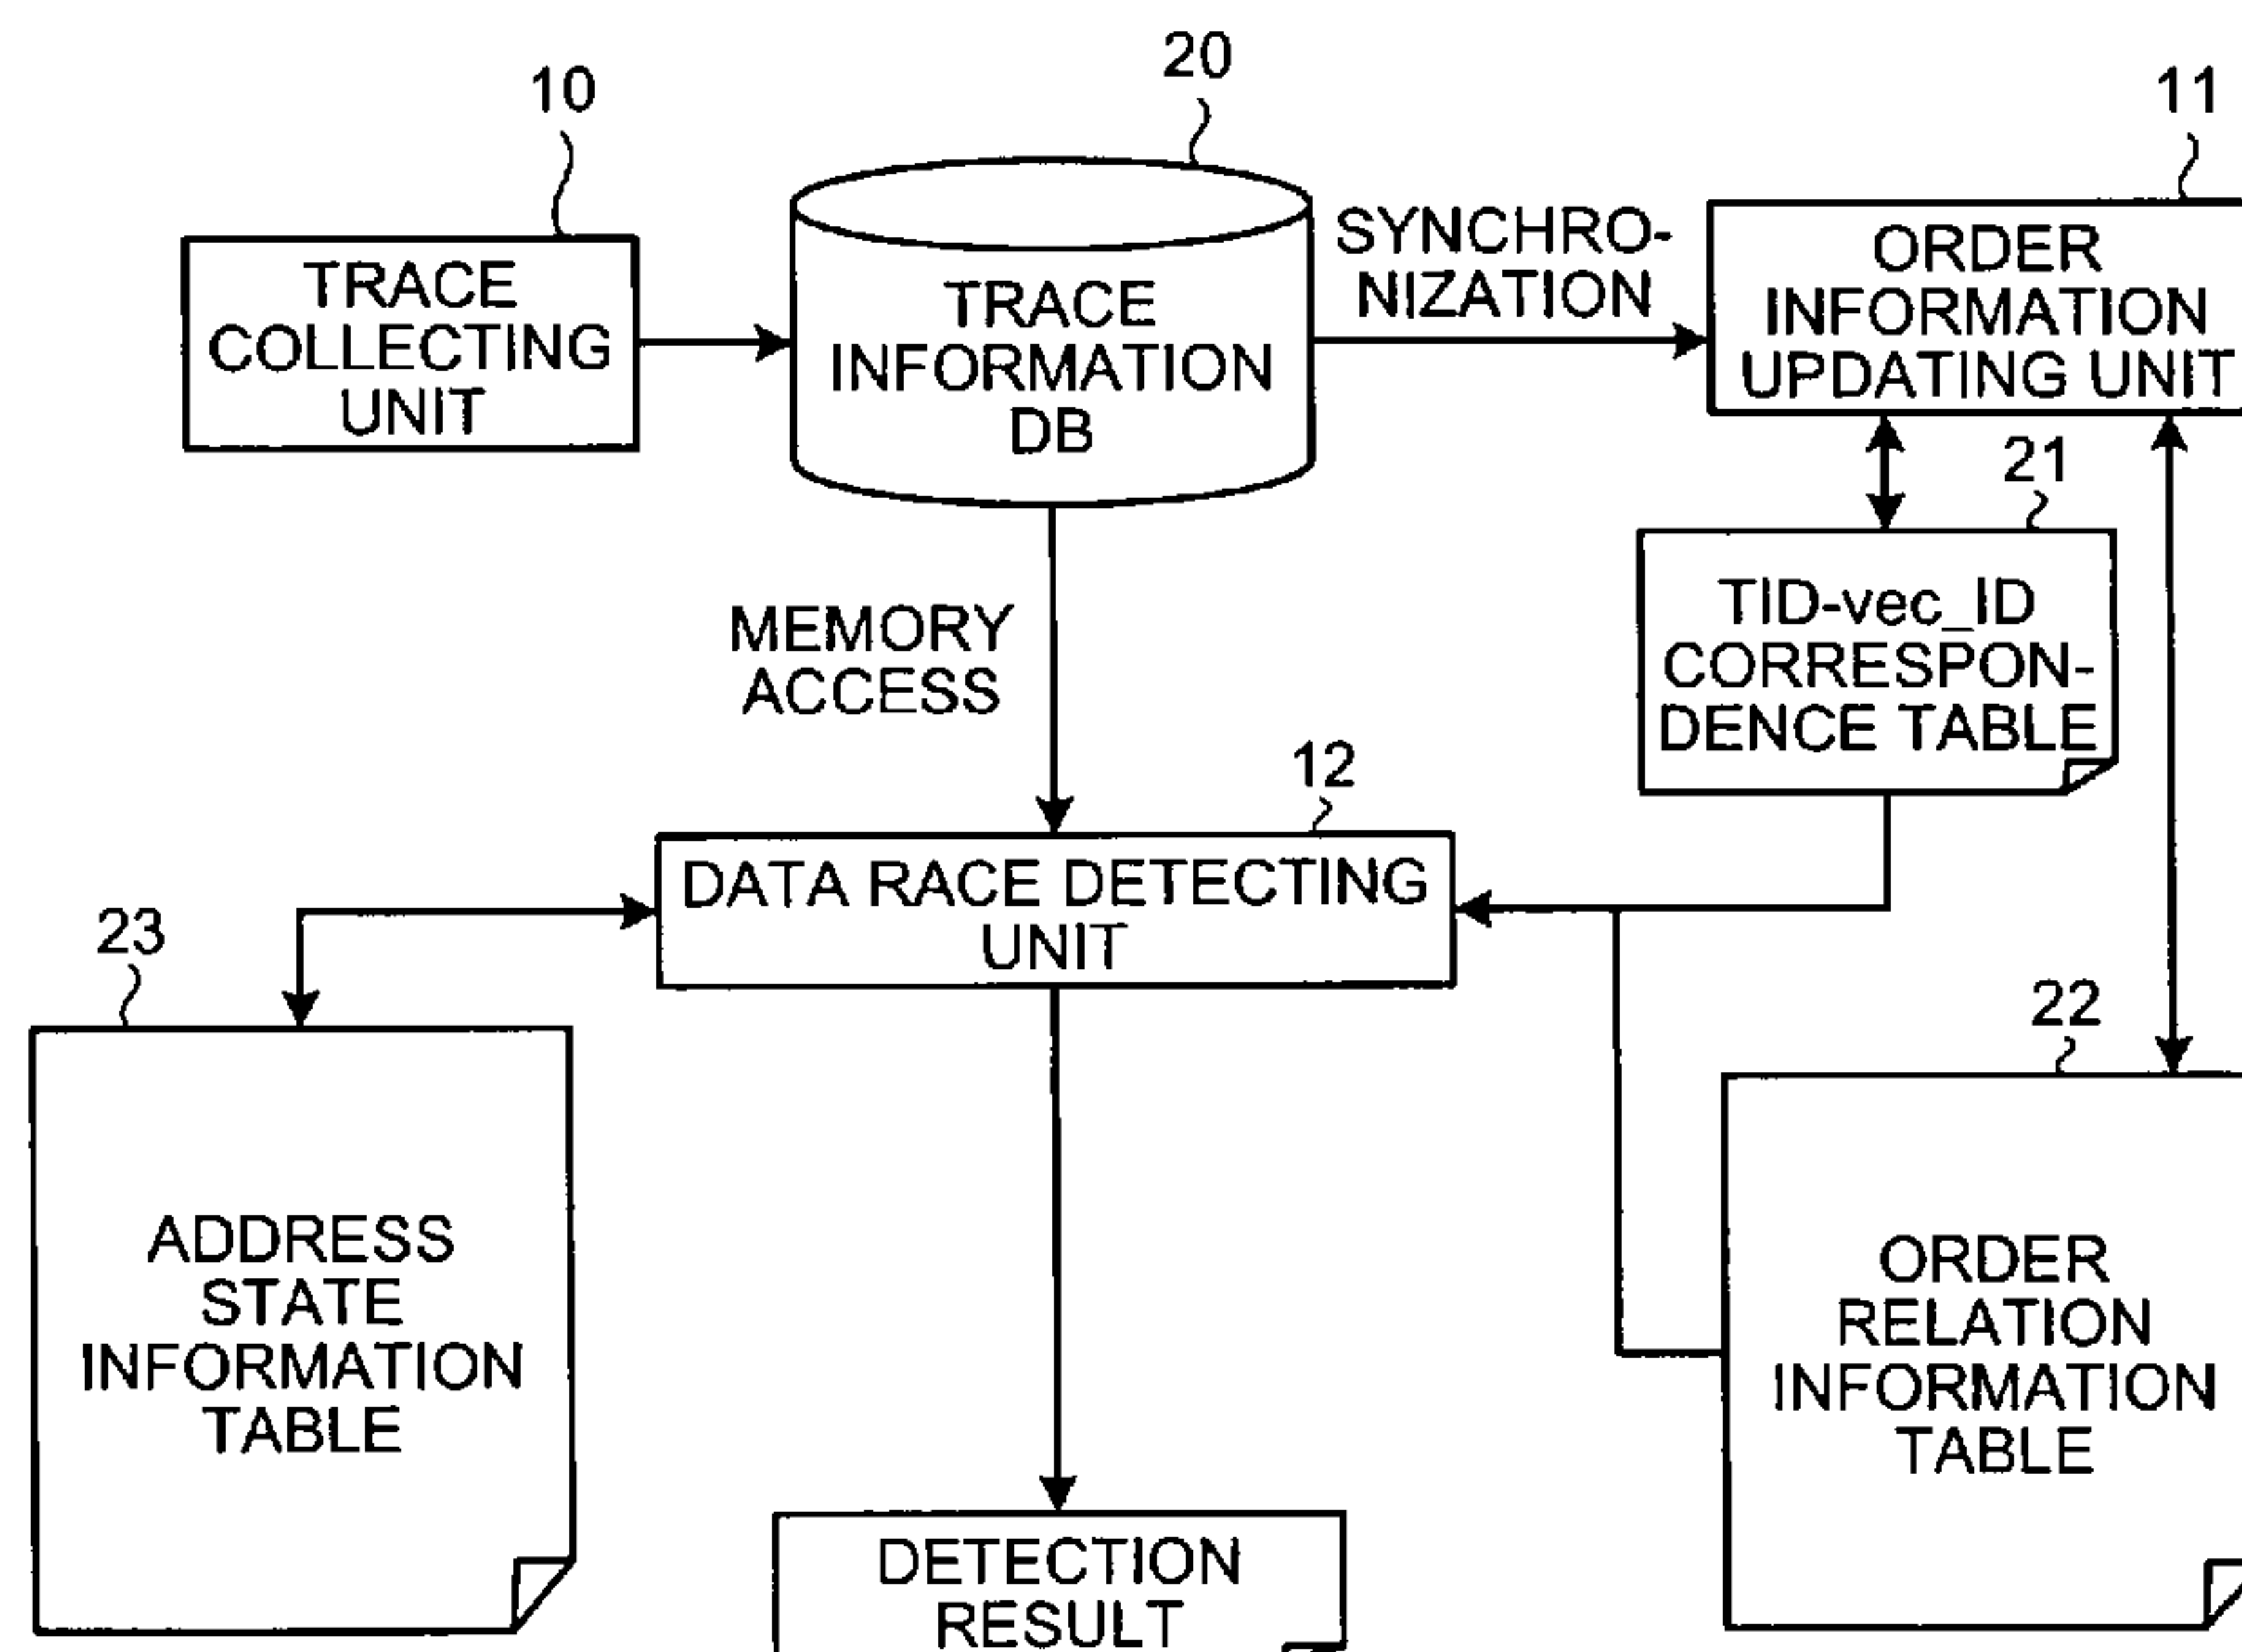 10
20
11
TRACE
COLLECTING
UNIT
TRACE
INFORMATION
DB
SYNCHRO-
NIZATION
ORDER
INFORMATION
UPDATING UNIT
21
TID-vec_ID
CORRESPON-
DENCE TABLE
MEMORY
ACCESS
12
DATA RACE DETECTING
UNIT
23
22
ADDRESS
STATE
INFORMATION
TABLE
ORDER
RELATION
INFORMATION
TABLE
DETECTION
RESULT